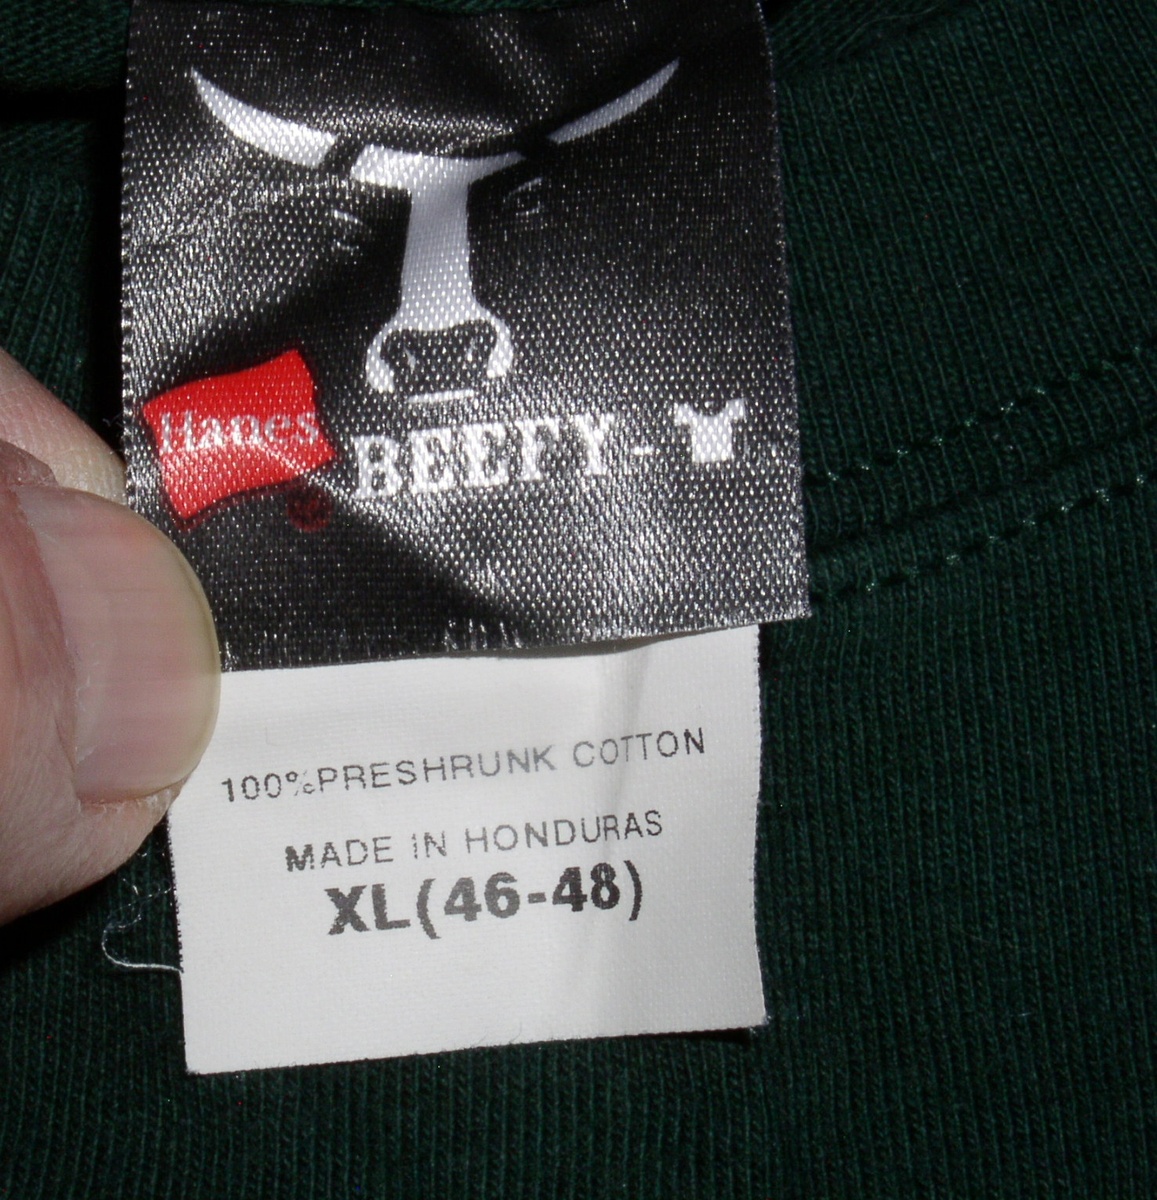 Hanes
BEEFY-
100%PRESHRUNK COTTON
MADE IN HONDURAS
XL(46-48)